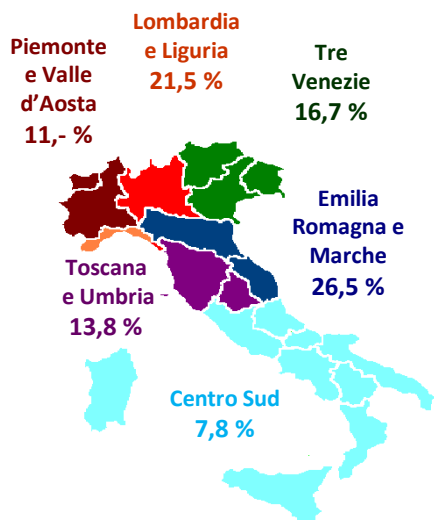 Piemonte
e Valle
d’Aosta
11,- %
Lombardia
e Liguria
21,5 %
Tre
Venezie
16,7 %
Emilia
Romagna e
Marche
26,5 %
Toscana
e Umbria
13,8 %
Centro Sud
7,8 %